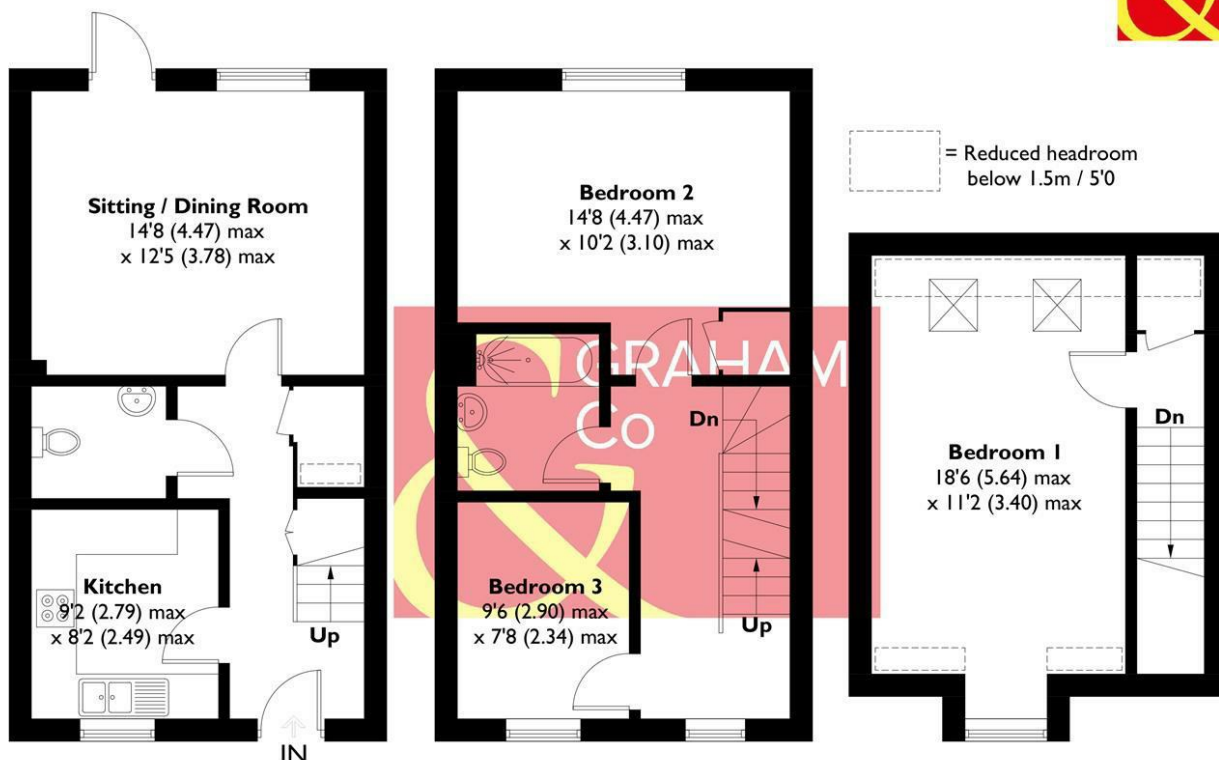 &
Sitting / Dining Room
14'8 (4.47) max
x 12'5 (3.78) max
Kitchen
9'2 (2.79) max
x 8'2 (2.49) max
Up
IN
Bedroom 2
14'8 (4.47) max
x 10'2 (3.10) max
& GRAHAM
Co
Dn
Bedroom 3
9'6 (2.90) max
x 7'8 (2.34) max
Up
= Reduced headroom
below 1.5m / 5'0
Bedroom 1
18'6 (5.64) max
x 11'2 (3.40) max
Dn